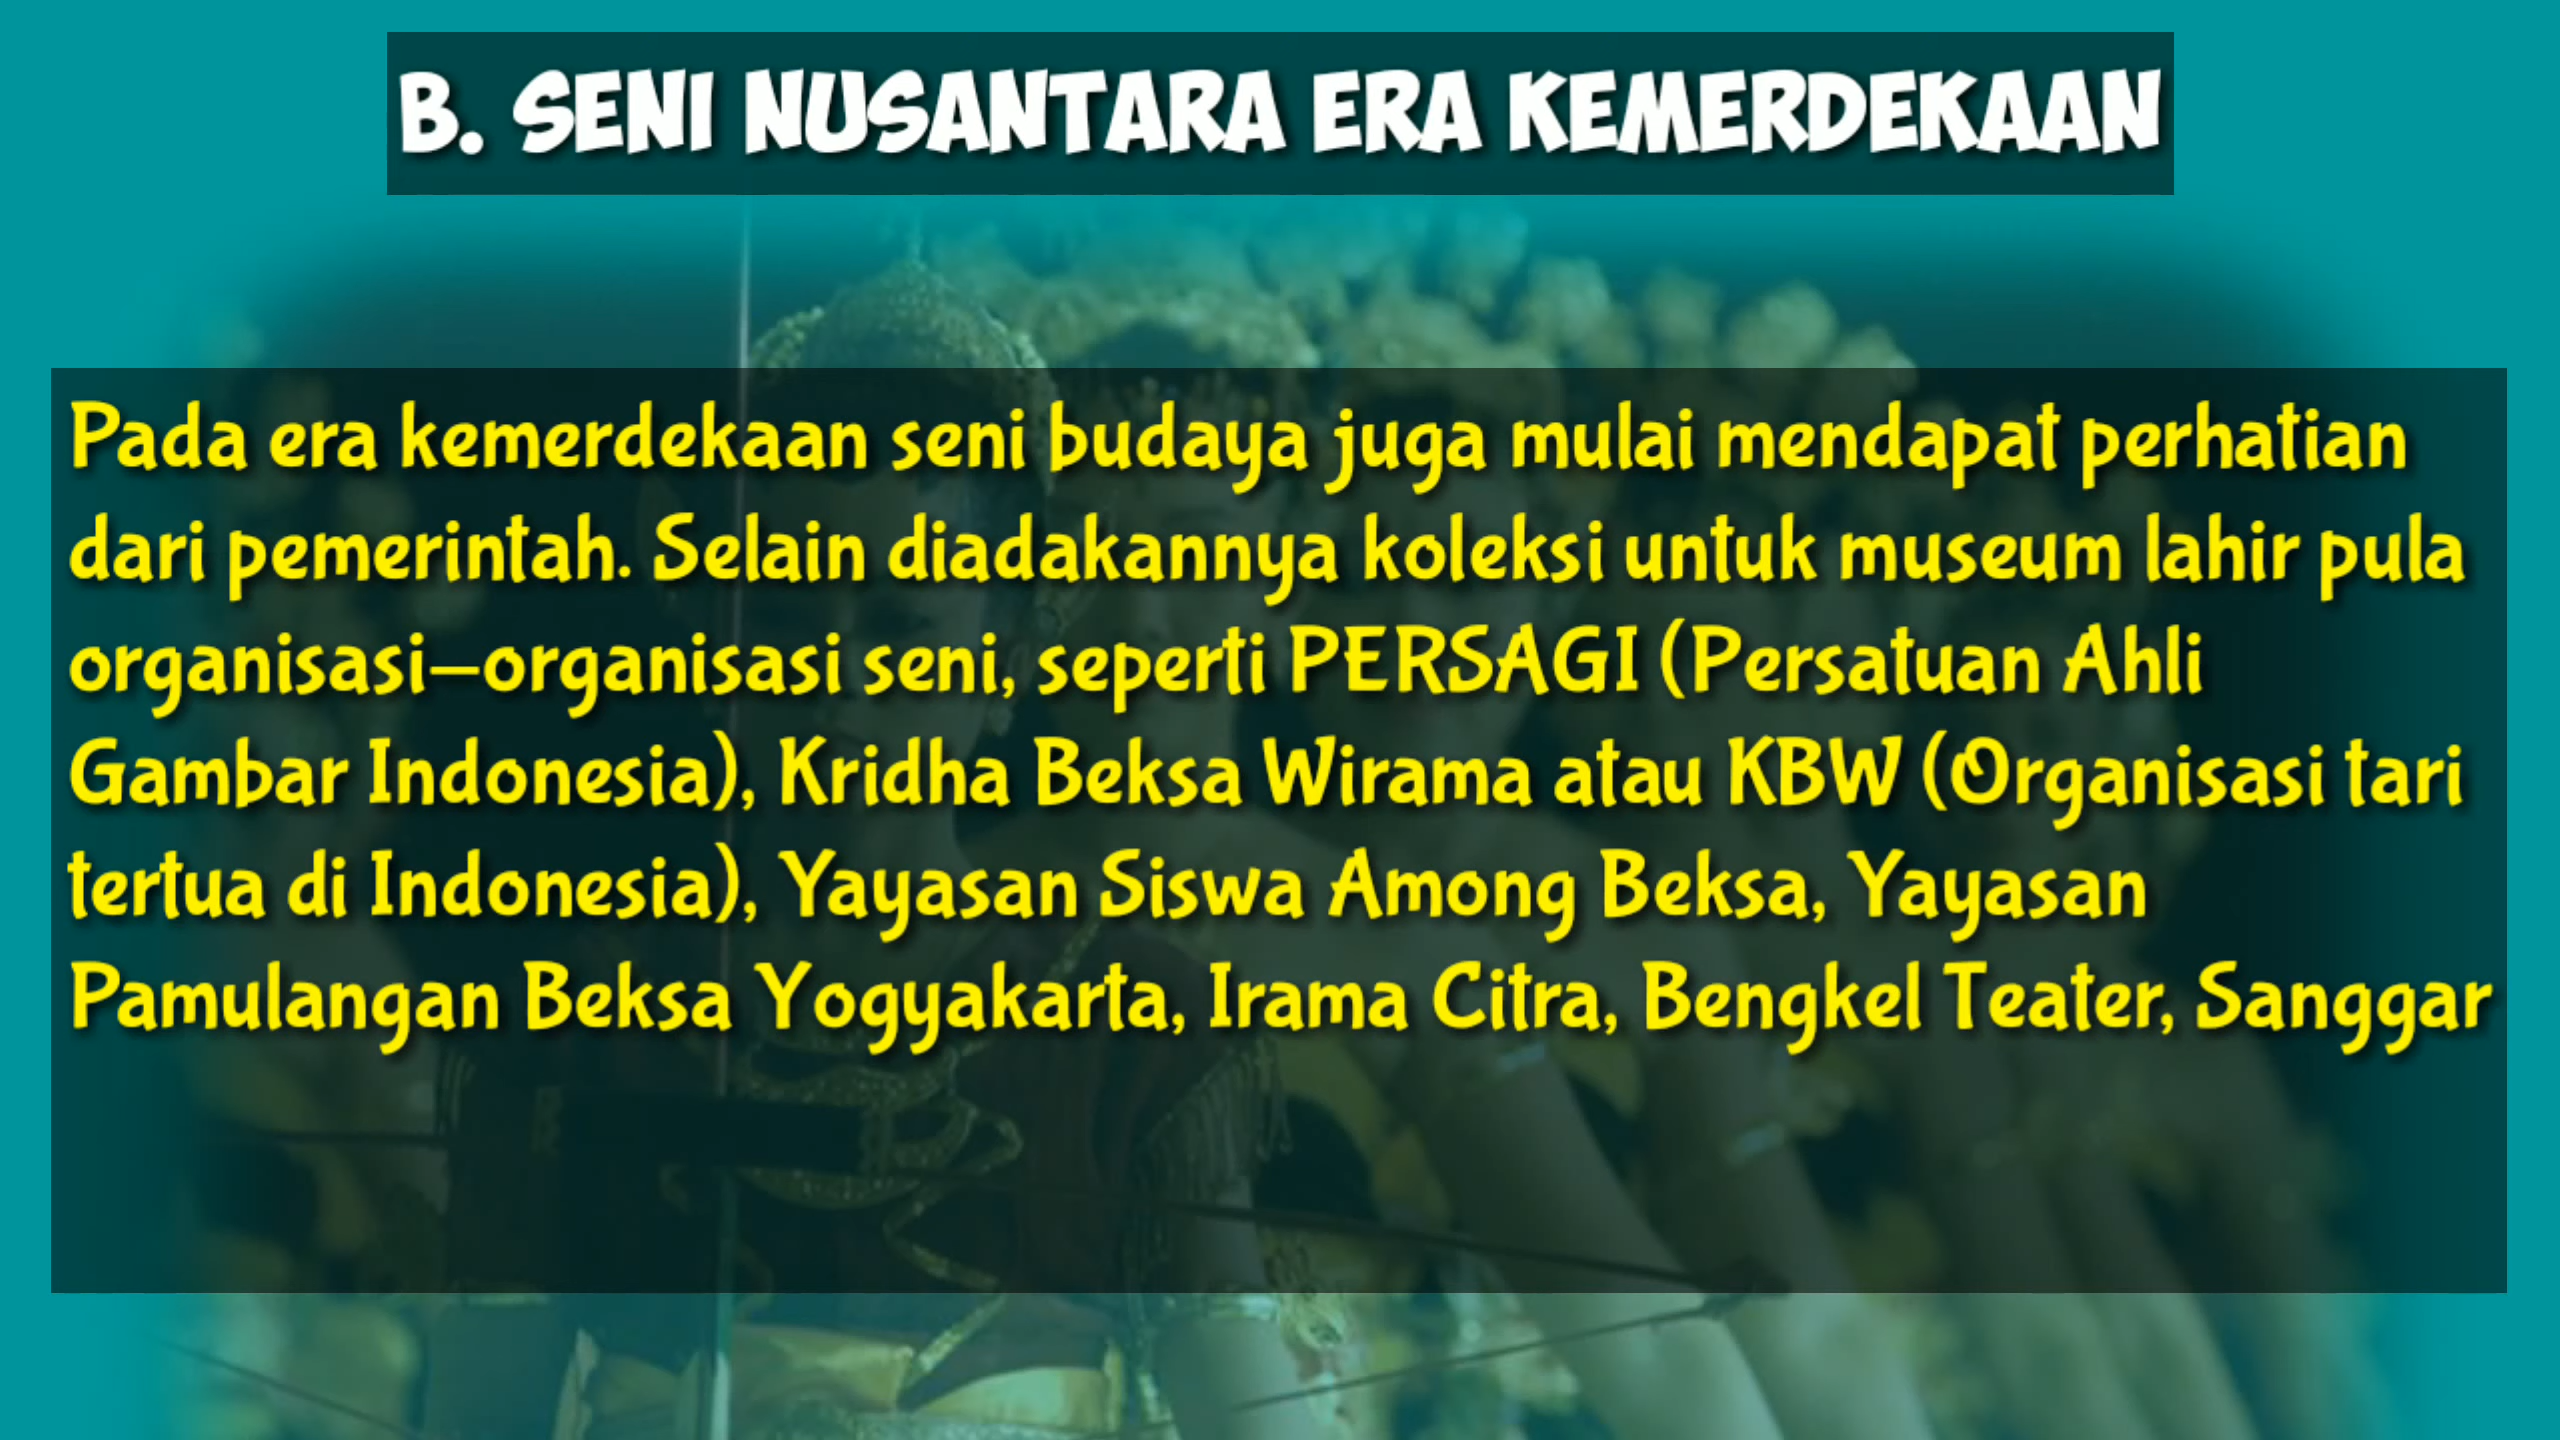 B. SENI NUSANTARA ERA KEMERDEKAAN
Pada era kemerdekaan seni budaya juga mulai mendapat perhatian
dari pemerintah. Selain diadakannya koleksi untuk museum lahir pula
organisasi–organisasi seni, seperti PERSAGI (Persatuan Ahli
Gambar Indonesia), Kridha Beksa Wirama atau KBW (Organisasi tari
tertua di Indonesia), Yayasan Siswa Among Beksa, Yayasan
Pamulangan Beksa Yogyakarta, Irama Citra, Bengkel Teater, Sanggar